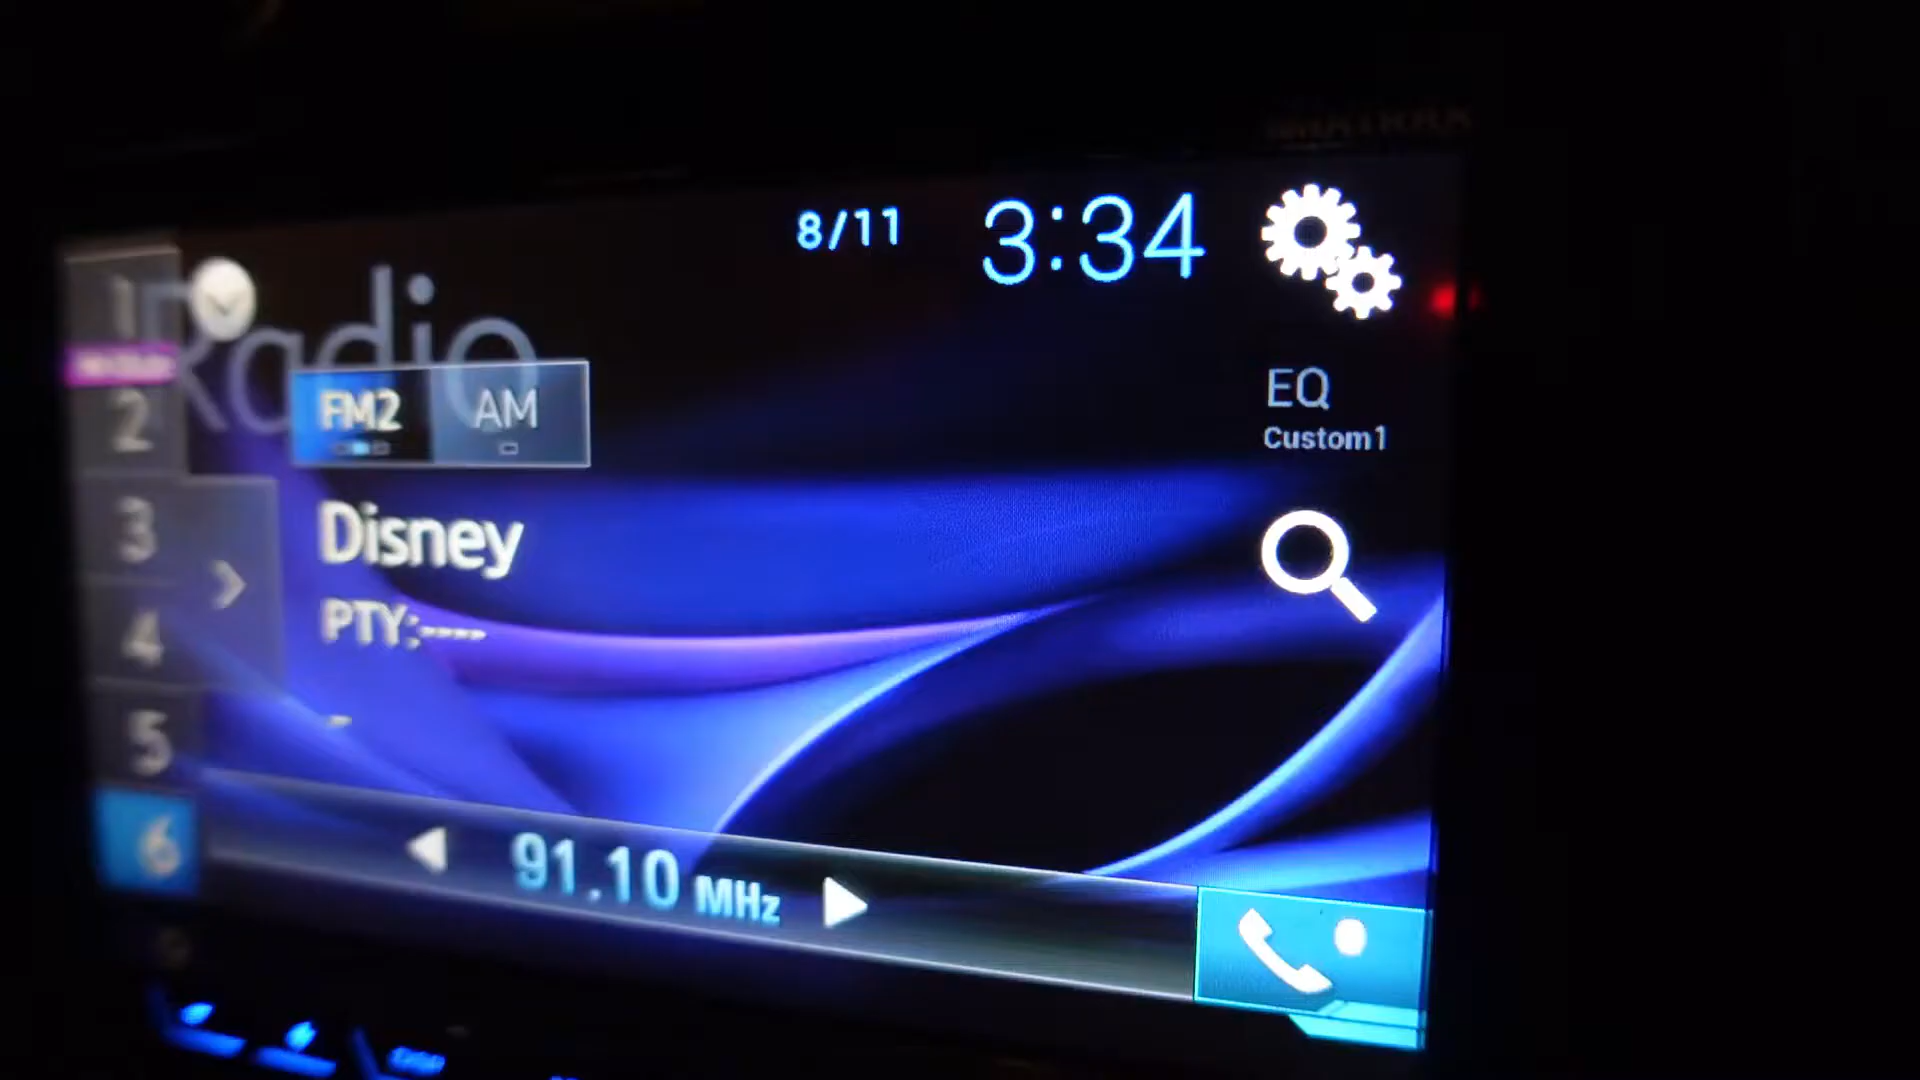 8/11 3:34
Radio
FM2 AM
EQ
Custom1
1
2
3
4
5
6
Disney
PTY:----
-
91.10 MHz